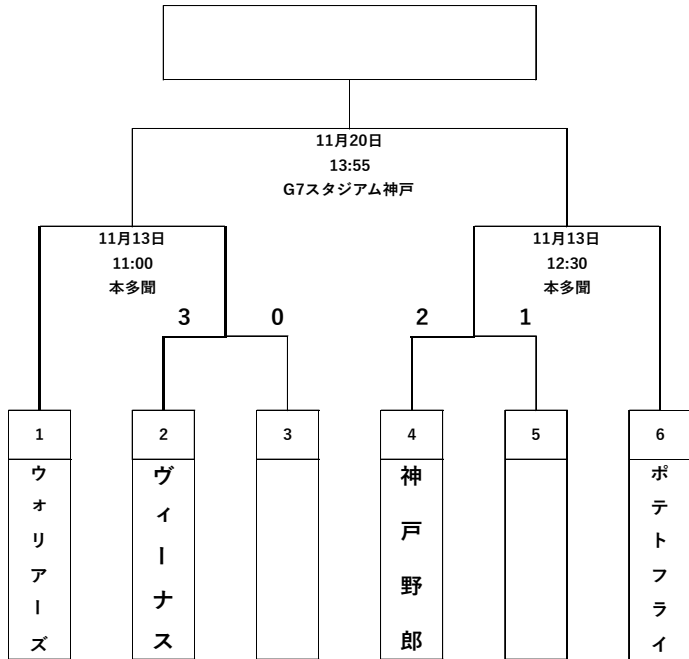 11月20日
13:55
G7スタジアム神戸
11月13日
11:00
本多聞
11月13日
12:30
本多聞
3 0 2 1
1 2 3 4 5 6
ウォリアーズ
ヴィーナス
神戸野郎
ポテトフライ